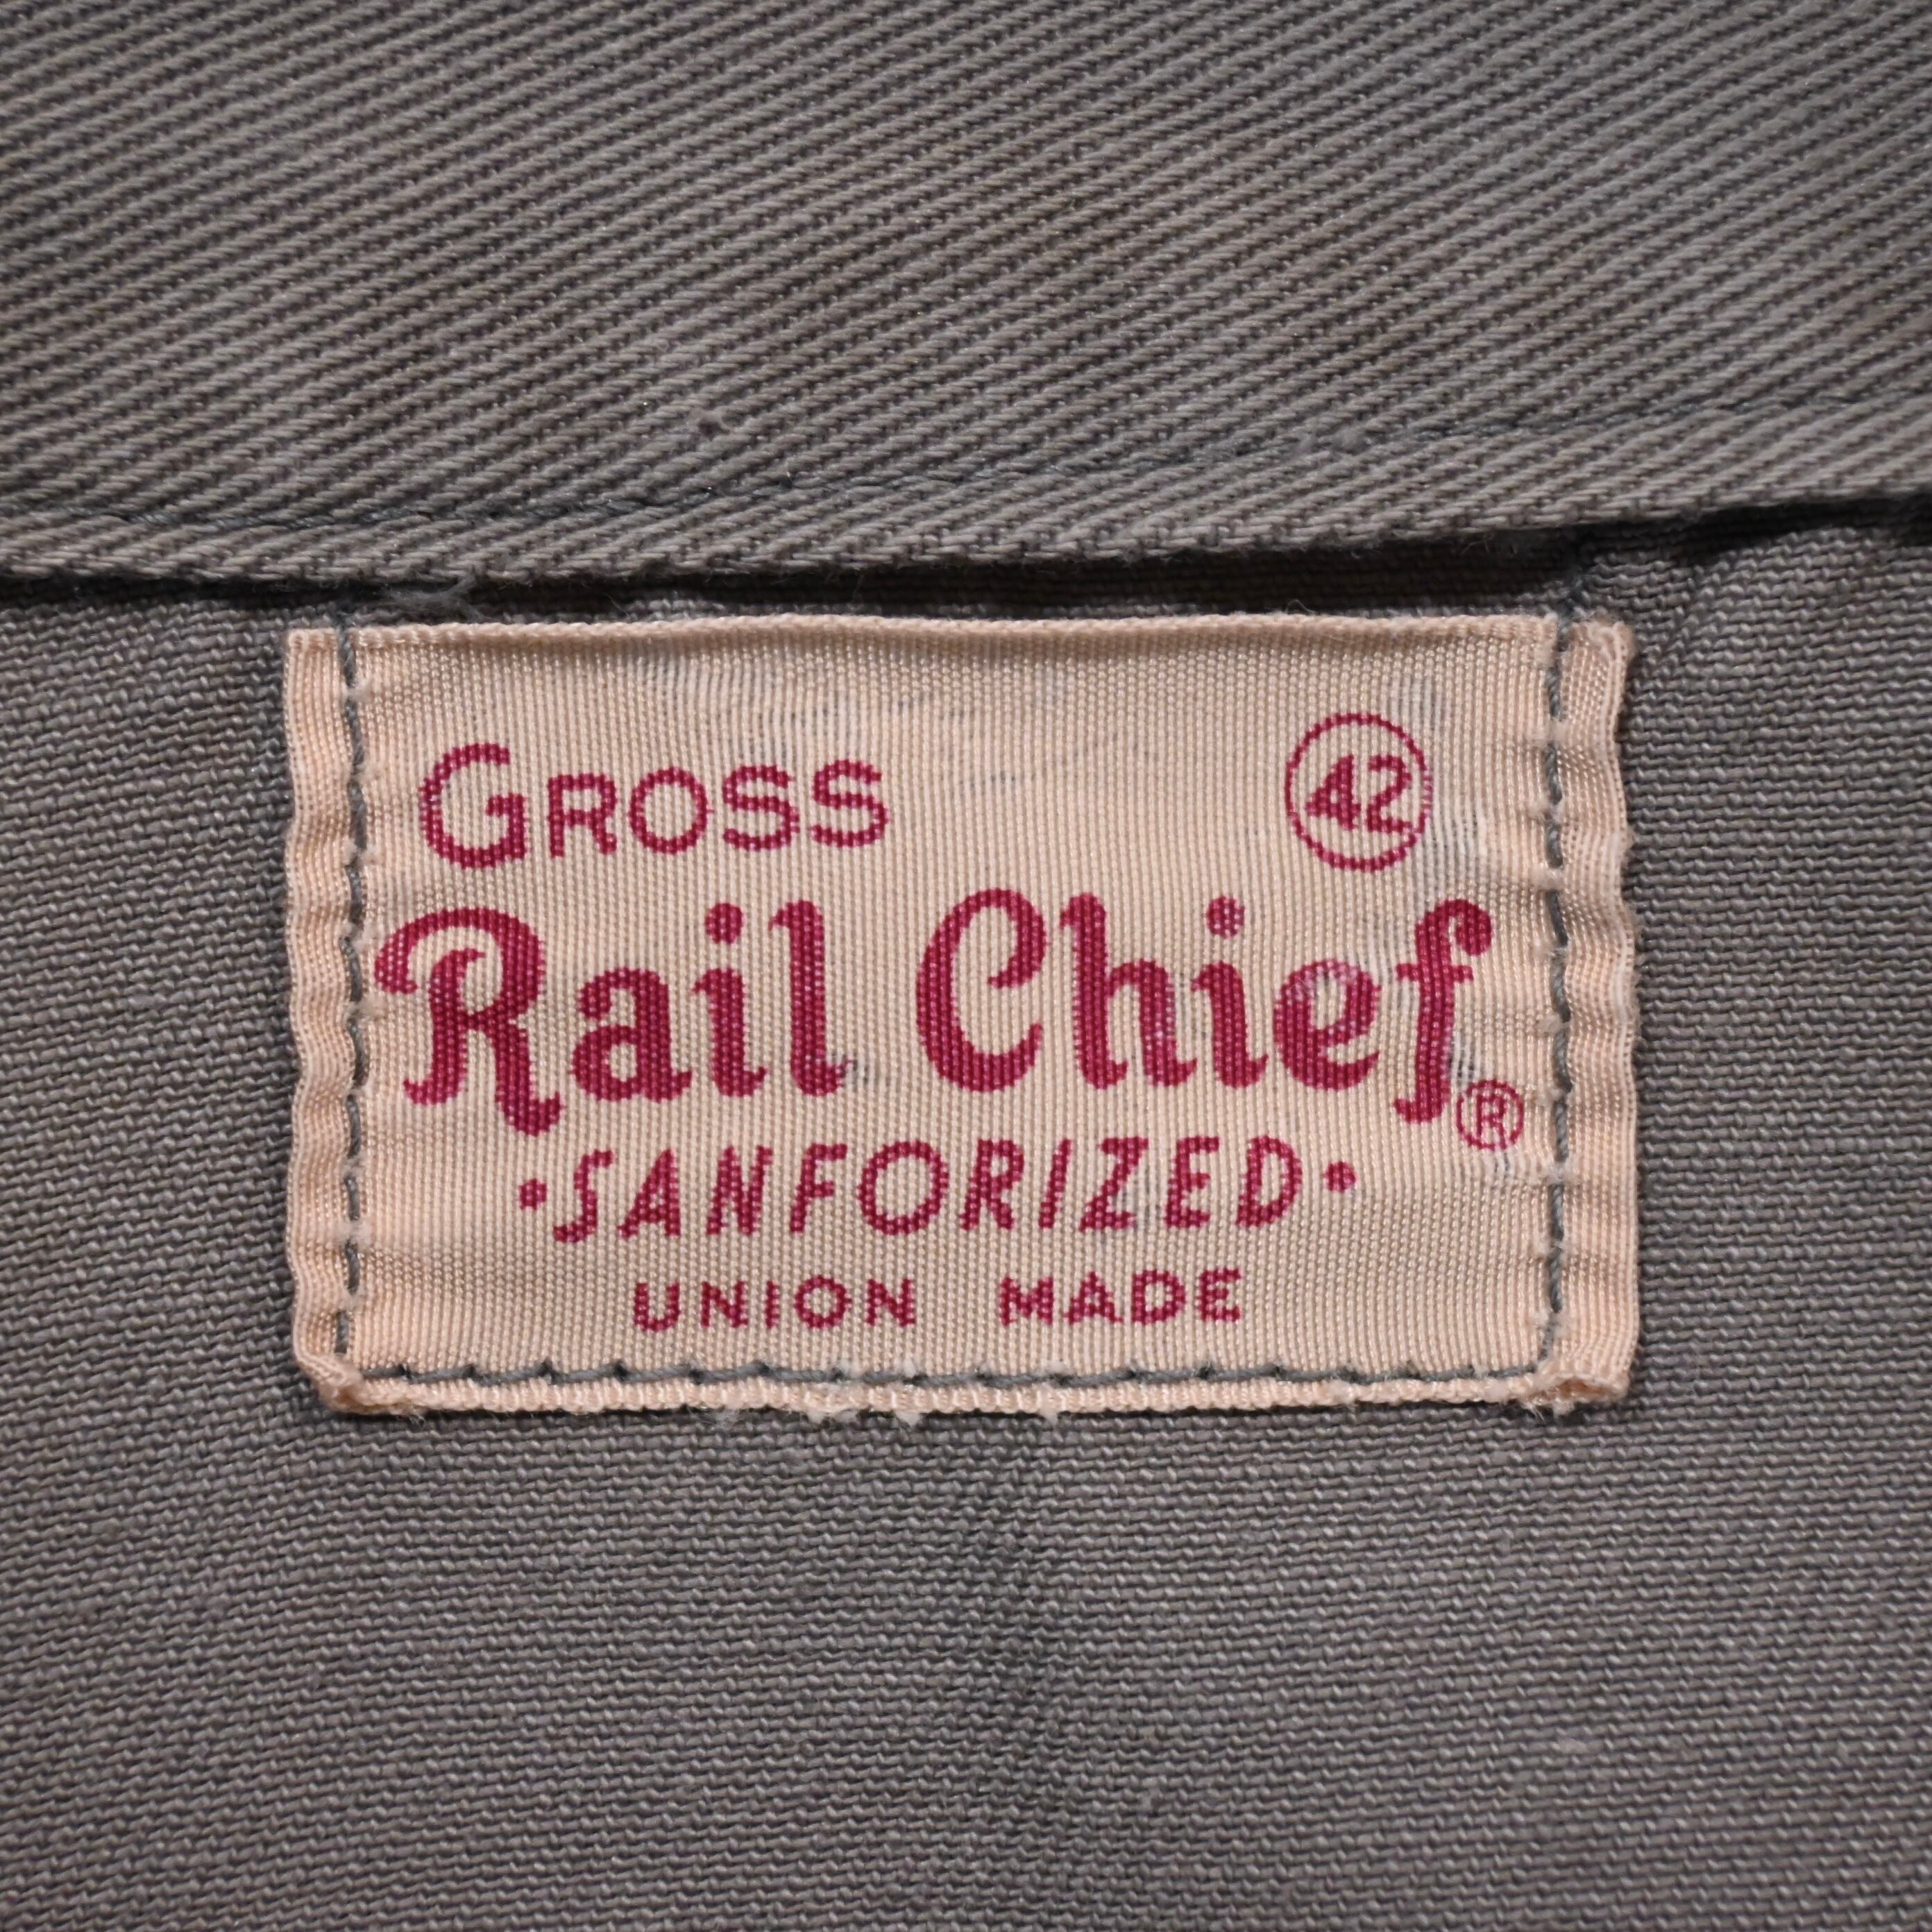 GROSS 42
Rail Chief ®
·SANFORIZED·
UNION MADE